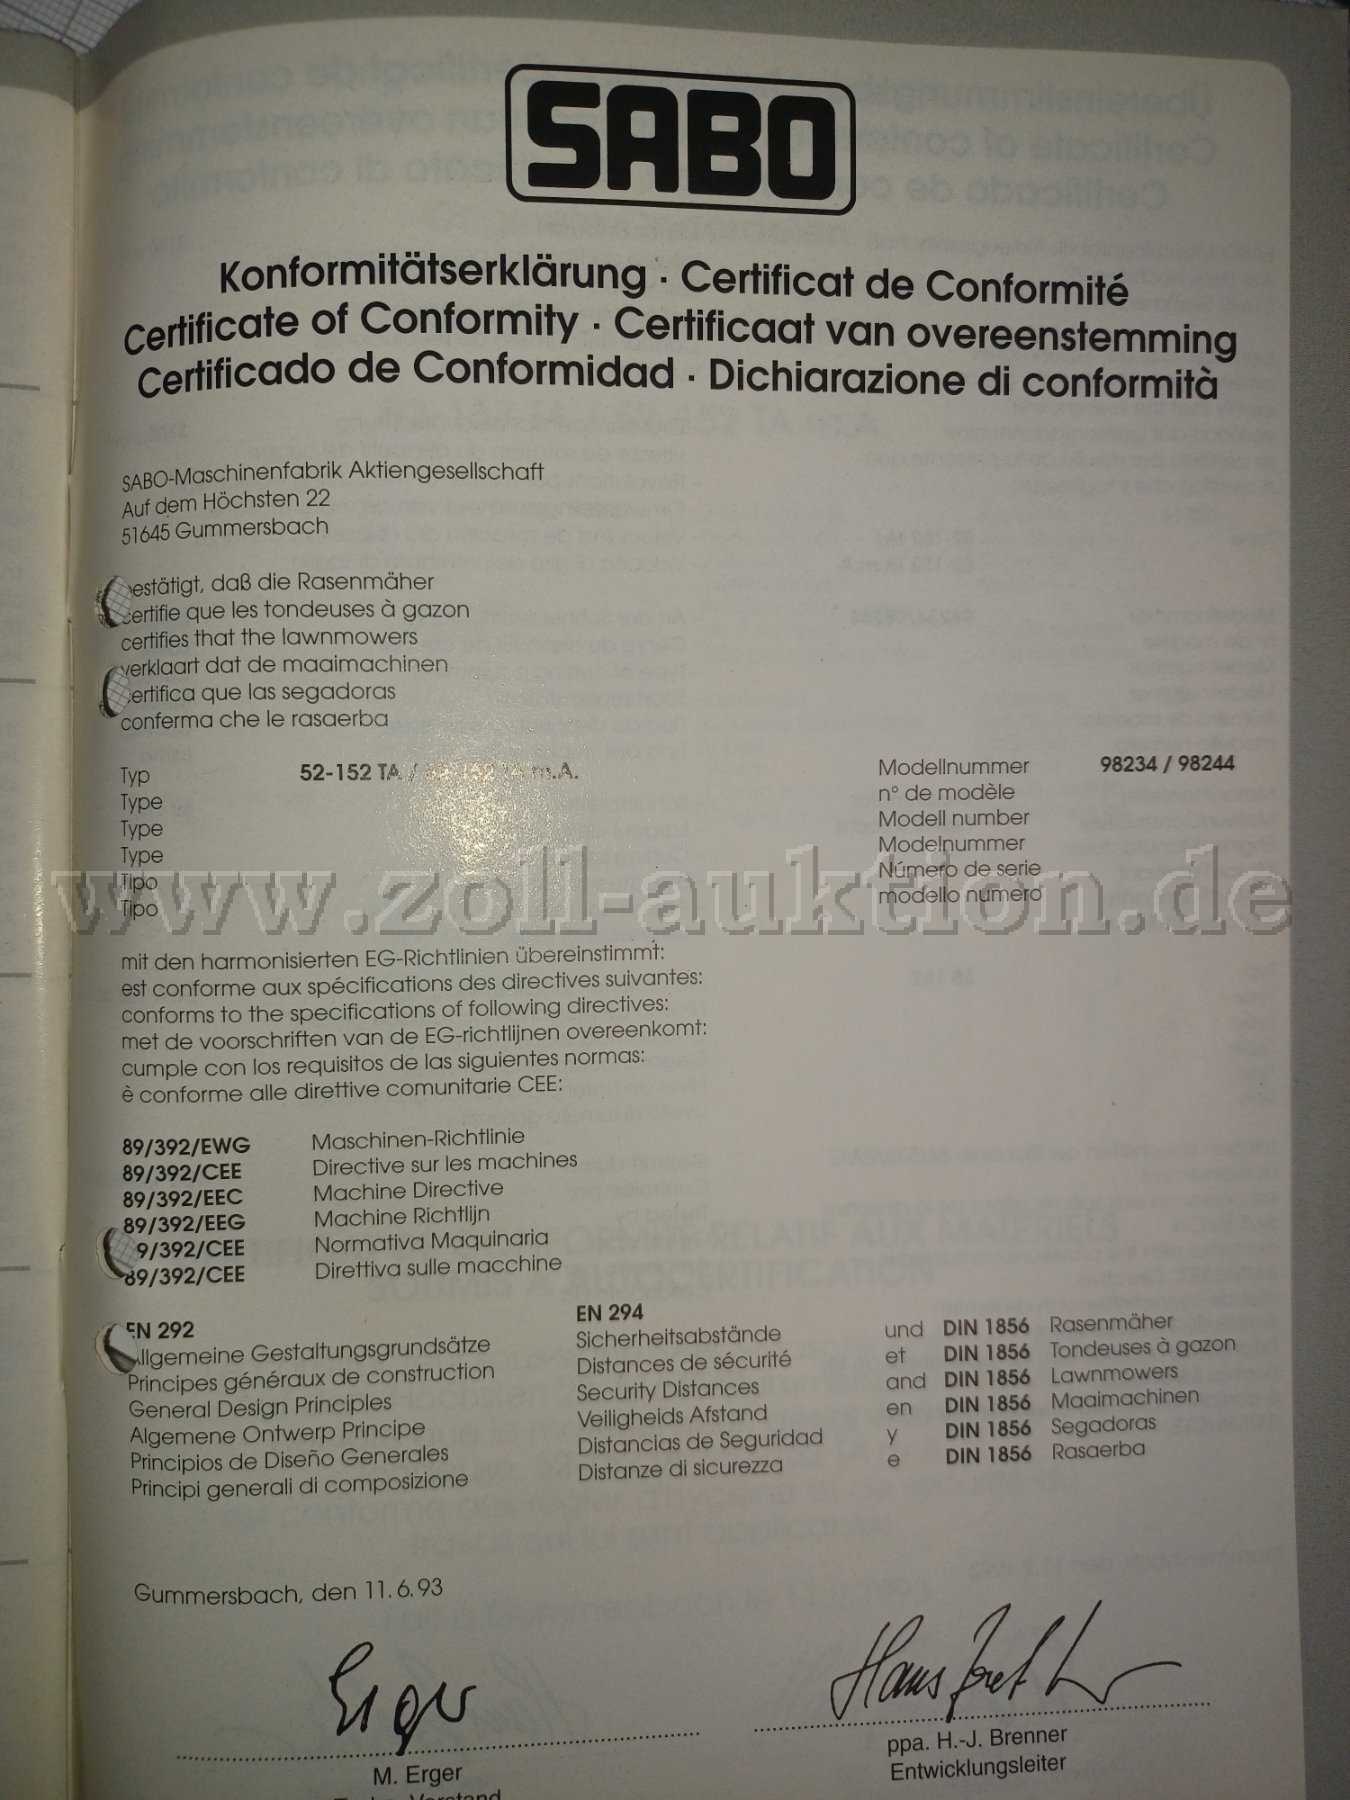 SABO
Konformitätserklärung · Certificat de Conformité
Certificate of Conformity · Certificaat van overeenstemming
Certificado de Conformidad · Dichiarazione di conformità
SABO-Maschinenfabrik Aktiengesellschaft
Auf dem Höchsten 22
51645 Gummersbach
estätigt, daß die Rasenmäher
certifie que les tondeuses à gazon
certifies that the lawnmowers
verklaart dat de maaimachinen
certifica que las segadoras
conferma che le rasaerba
Typ 52-152 TA / 52-152 TA m.A. Modellnummer 98234 / 98244
Type n° de modèle
Type Modell number
Type Modelnummer
Tipo Número de serie
Tipo modello numero
www.zoll-auktion.de
mit den harmonisierten EG-Richtlinien übereinstimmt:
est conforme aux spécifications des directives suivantes:
conforms to the specifications of following directives:
met de voorschriften van de EG-richtlijnen overeenkomt:
cumple con los requisitos de las siguientes normas:
è conforme alle direttive comunitarie CEE:
89/392/EWG Maschinen-Richtlinie
89/392/CEE Directive sur les machines
89/392/EEC Machine Directive
89/392/EEG Machine Richtlijn
9/392/CEE Normativa Maquinaria
89/392/CEE Direttiva sulle macchine
EN 292 EN 294
Allgemeine Gestaltungsgrundsätze Sicherheitsabstände und DIN 1856 Rasenmäher
Principes généraux de construction Distances de sécurité et DIN 1856 Tondeuses à gazon
General Design Principles Security Distances and DIN 1856 Lawnmowers
Algemene Ontwerp Principe Veiligheids Afstand en DIN 1856 Maaimachinen
Principios de Diseño Generales Distancias de Seguridad y DIN 1856 Segadoras
Principi generali di composizione Distanze di sicurezza e DIN 1856 Rasaerba
Gummersbach, den 11.6.93
Erger
M. Erger ppa. H.-J. Brenner
Vorstand Entwicklungsleiter